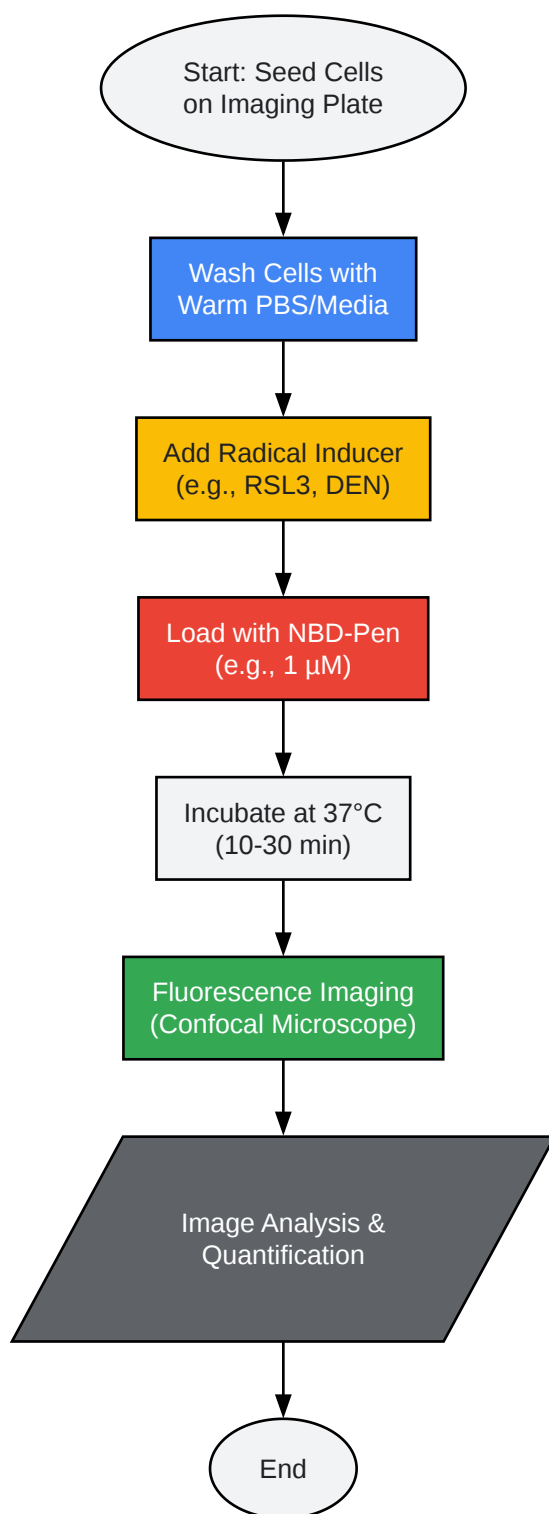 Start: Seed Cells
on Imaging Plate
Wash Cells with
Warm PBS/Media
Add Radical Inducer
(e.g., RSL3, DEN)
Load with NBD-Pen
(e.g., 1 µM)
Incubate at 37°C
(10-30 min)
Fluorescence Imaging
(Confocal Microscope)
Image Analysis &
Quantification
End